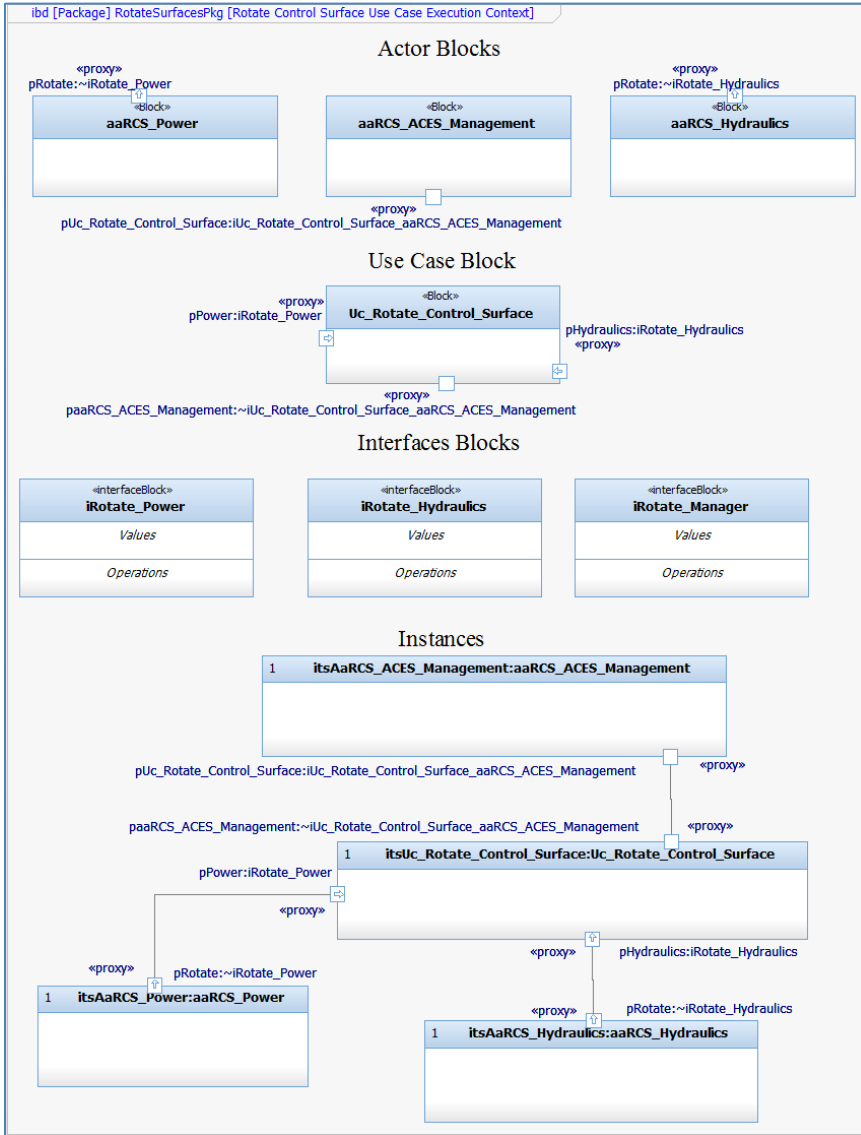 ibd [Package] RotateSurfacesPkg [Rotate Control Surface Use Case Execution Context]
Actor Blocks
«proxy»
pRotate:~iRotate_Power
«Block»
aaRCS_Power
«Block»
aaRCS_ACES_Management
«proxy»
pRotate:~iRotate_Hydraulics
«Block»
aaRCS_Hydraulics
«proxy»
pUc_Rotate_Control_Surface:iUc_Rotate_Control_Surface_aaRCS_ACES_Management
Use Case Block
«proxy»
pPower:iRotate_Power
«Block»
Uc_Rotate_Control_Surface
pHydraulics:iRotate_Hydraulics
«proxy»
«proxy»
paaRCS_ACES_Management:~iUc_Rotate_Control_Surface_aaRCS_ACES_Management
Interfaces Blocks
«interfaceBlock»
iRotate_Power
Values
Operations
«interfaceBlock»
iRotate_Hydraulics
Values
Operations
«interfaceBlock»
iRotate_Manager
Values
Operations
Instances
1 itsAaRCS_ACES_Management:aaRCS_ACES_Management
pUc_Rotate_Control_Surface:iUc_Rotate_Control_Surface_aaRCS_ACES_Management
«proxy»
paaRCS_ACES_Management:~iUc_Rotate_Control_Surface_aaRCS_ACES_Management
«proxy»
1 itsUc_Rotate_Control_Surface:Uc_Rotate_Control_Surface
pPower:iRotate_Power
«proxy»
«proxy»
pHydraulics:iRotate_Hydraulics
«proxy»
pRotate:~iRotate_Power
1 itsAaRCS_Power:aaRCS_Power
«proxy»
pRotate:~iRotate_Hydraulics
1 itsAaRCS_Hydraulics:aaRCS_Hydraulics